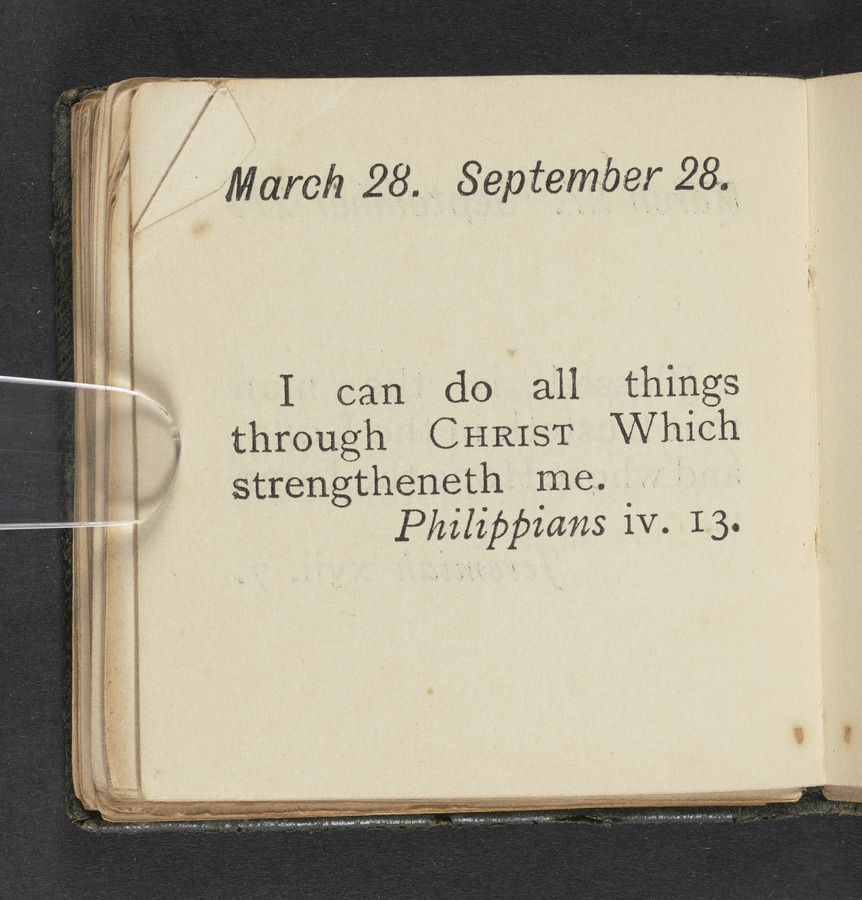 March 28. September 28.
I can do all things
through CHRIST Which
strengtheneth me.
Philippians iv. 13.